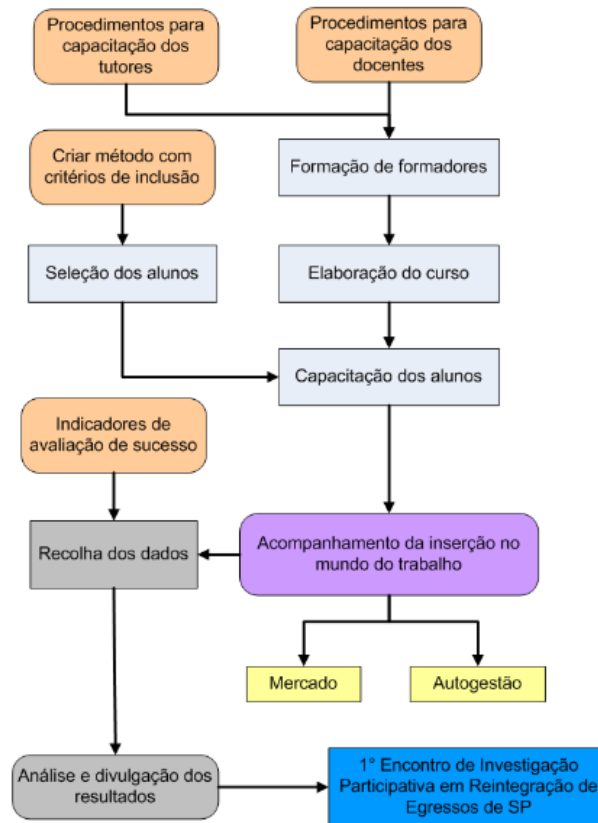 Procedimentos para
capacitação dos
tutores
Procedimentos para
capacitação dos
docentes
Criar método com
critérios de inclusão
Formação de formadores
Seleção dos alunos
Elaboração do curso
Capacitação dos alunos
Indicadores de
avaliação de sucesso
Recolha dos dados
Acompanhamento da inserção no
mundo do trabalho
Mercado
Autogestão
Análise e divulgação dos
resultados
1° Encontro de Investigação
Participativa em Reintegração de
Egressos de SP